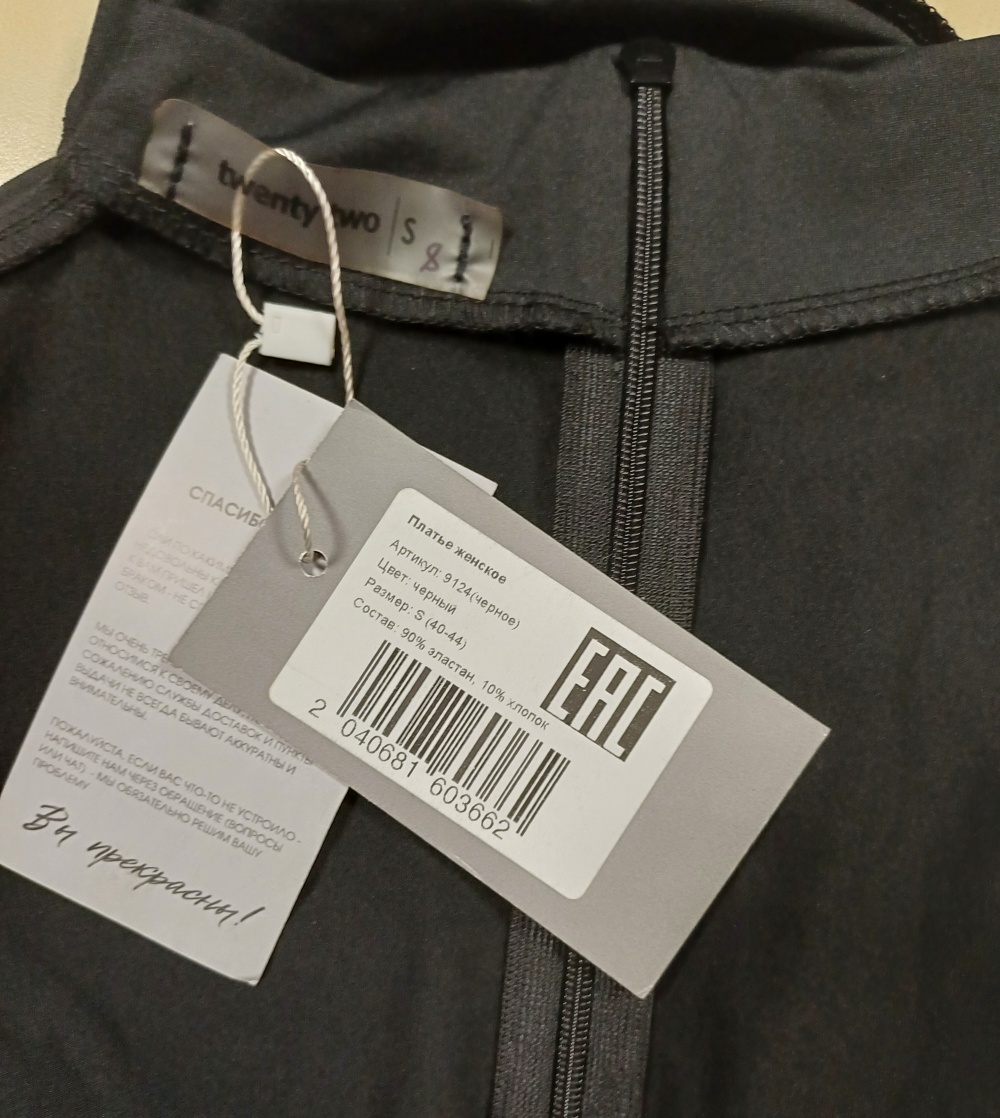 twenty two | S
8
Платье женское
Артикул: 9124(черное)
Цвет: черный
Размер: S (40-44)
Состав: 90% эластан, 10% хлопок
EAC
2 040681 603662
СПАСИБО
ОТЗЫВ.
МЫ ОЧЕНЬ
ОТНОСИМСЯ К СВОЕМУ ДЕЛУ
СОЖАЛЕНИЮ СЛУЖБЫ ДОСТАВОК И ПУНКТЫ
ВЫДАЧИ НЕ ВСЕГДА БЫВАЮТ АККУРАТНЫ И
ВНИМАТЕЛЬНЫ.
ПОЖАЛУЙСТА, ЕСЛИ ВАС ЧТО-ТО НЕ УСТРОИЛО -
НАПИШИТЕ НАМ ЧЕРЕЗ ОБРАЩЕНИЕ (ВОПРОСЫ
ИЛИ ЧАТ) - МЫ ОБЯЗАТЕЛЬНО РЕШИМ ВАШУ
ПРОБЛЕМУ
Вы прекрасны!